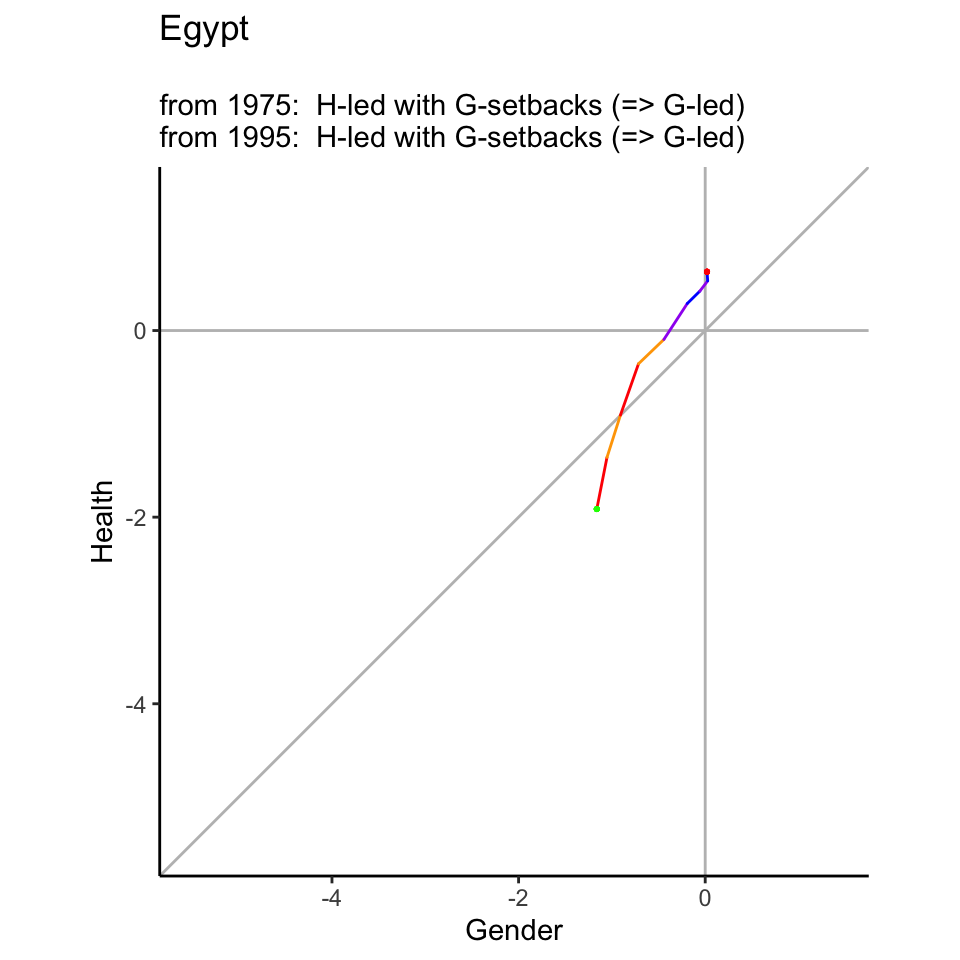 Egypt
from 1975:  H-led with G-setbacks (=> G-led)
from 1995:  H-led with G-setbacks (=> G-led)
0
-2
-4
Health
-4
-2
0
Gender